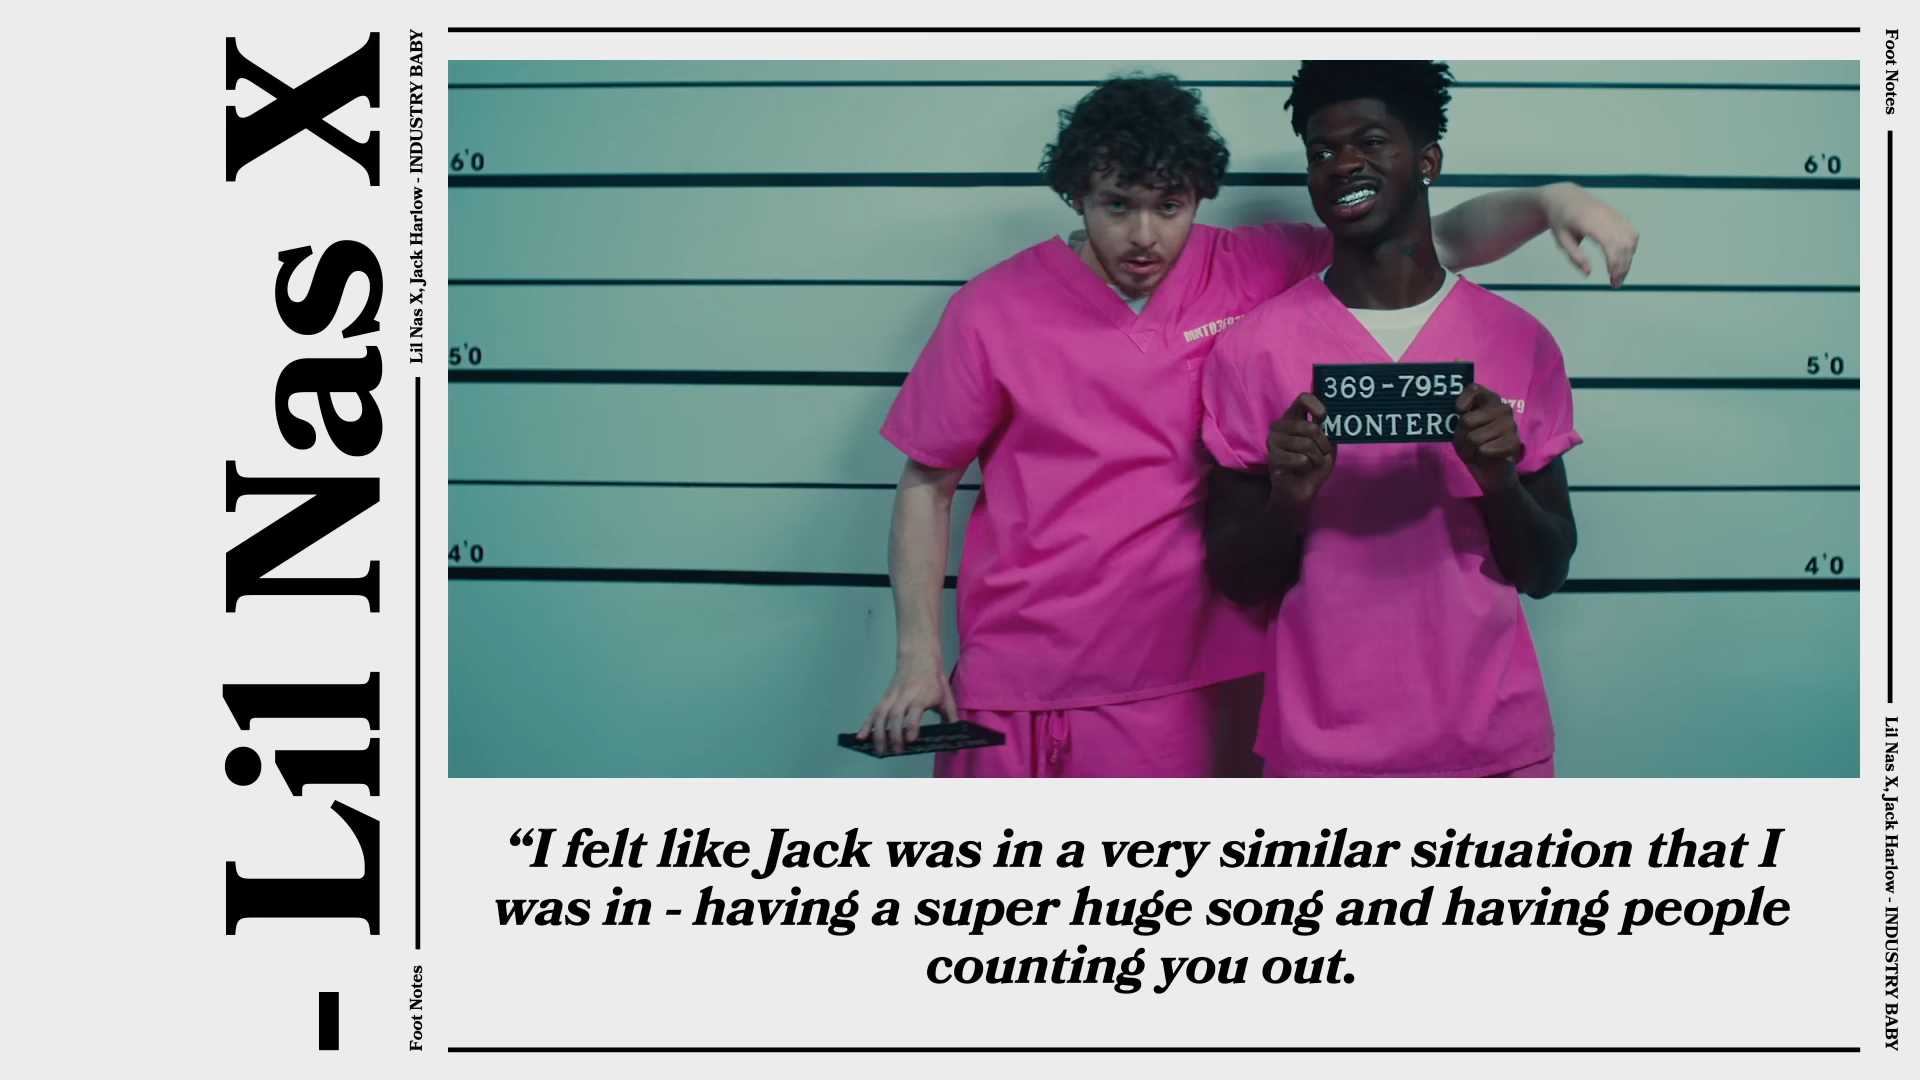 - Lil Nas X
Lil Nas X, Jack Harlow - INDUSTRY BABY
Foot Notes
6'0
5'0
4'0
6'0
5'0
4'0
369-7955
MONTERO
“I felt like Jack was in a very similar situation that I
was in - having a super huge song and having people
counting you out.
Foot Notes
Lil Nas X, Jack Harlow - INDUSTRY BABY